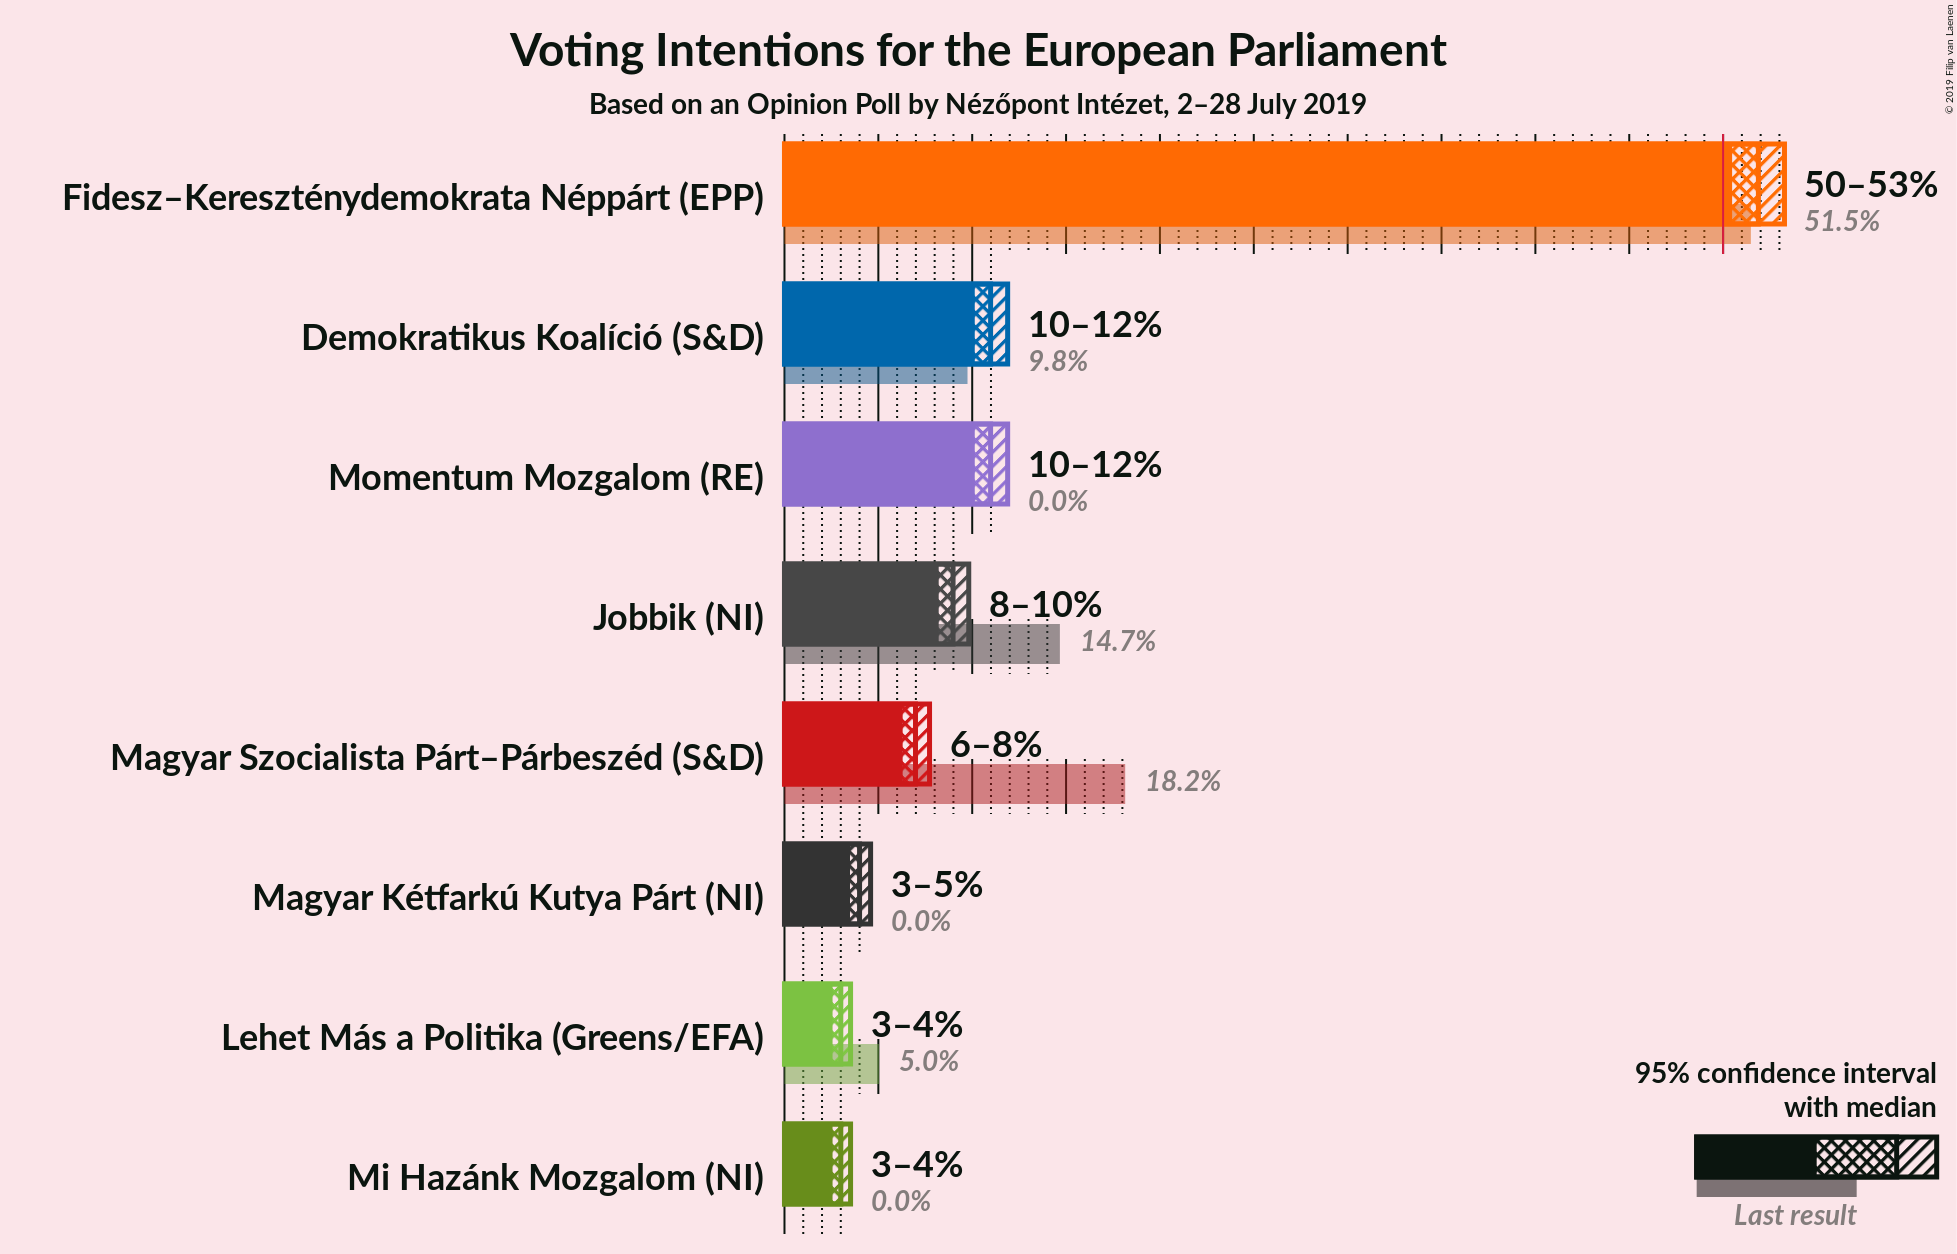 Voting Intentions for the European Parliament
Based on an Opinion Poll by Nézőpont Intézet, 2–28 July 2019
© 2019 Filip van Laenen
Fidesz–Kereszténydemokrata Néppárt (EPP)
50–53%
51.5%
Demokratikus Koalíció (S&D)
10–12%
9.8%
Momentum Mozgalom (RE)
10–12%
0.0%
Jobbik (NI)
8–10%
14.7%
Magyar Szocialista Párt–Párbeszéd (S&D)
6–8%
18.2%
Magyar Kétfarkú Kutya Párt (NI)
3–5%
0.0%
Lehet Más a Politika (Greens/EFA)
3–4%
5.0%
Mi Hazánk Mozgalom (NI)
3–4%
0.0%
95% confidence interval
with median
Last result